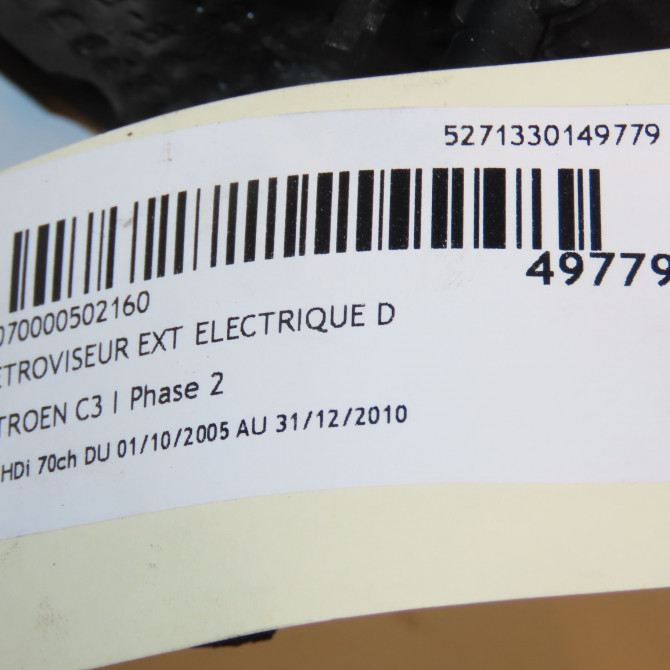 5271330149779
49779
070000502160
ETROVISEUR EXT ELECTRIQUE D
TROEN C3 I Phase 2
HDi 70ch DU 01/10/2005 AU 31/12/2010